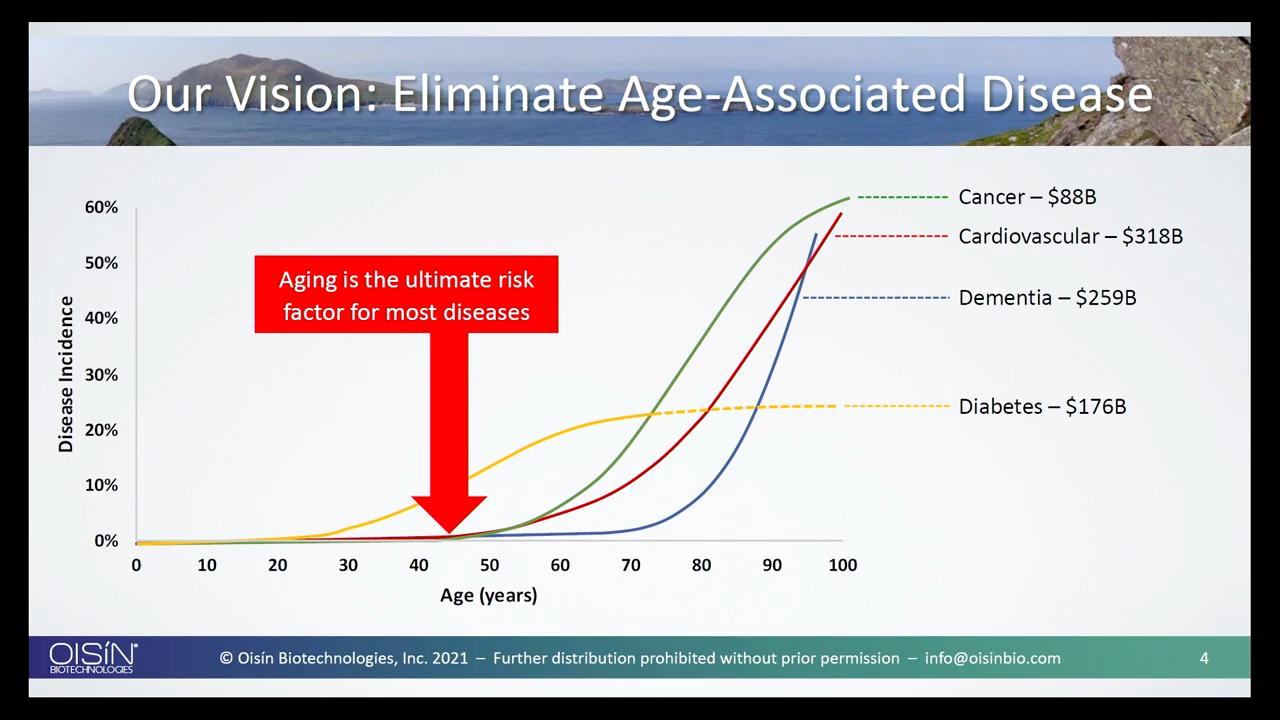 Our Vision: Eliminate Age-Associated Disease
60%
50%
40%
30%
20%
10%
0%
Disease Incidence
Aging is the ultimate risk
factor for most diseases
Cancer – $88B
Cardiovascular – $318B
Dementia – $259B
Diabetes – $176B
0 10 20 30 40 50 60 70 80 90 100
Age (years)
OISÍN®
BIOTECHNOLOGIES
© Oisín Biotechnologies, Inc. 2021 – Further distribution prohibited without prior permission – info@oisinbio.com
4